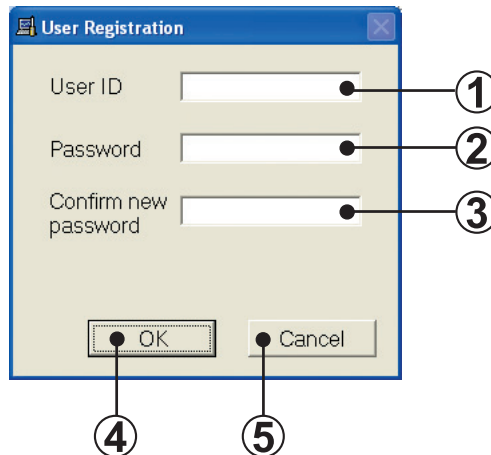 User Registration
User ID
①
Password
②
Confirm new
password
③
OK
Cancel
④
⑤